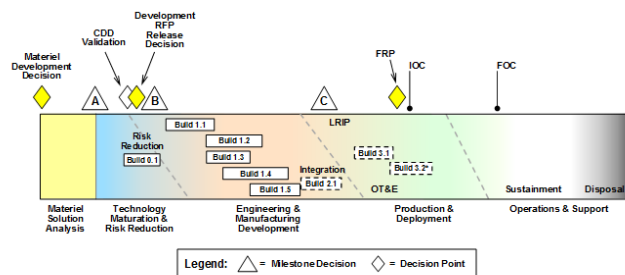 Materiel
Development
Decision
CDD
Validation
Development
RFP
Release
Decision
FRP
IOC
FOC
A
B
C
LRIP
Build 1.1
Risk
Reduction
Build 0.1
Build 1.2
Build 1.3
Build 1.4
Build 1.5
Integration
Build 2.1
Build 3.1
Build 3.2*
OT&E
Sustainment
Disposal
Materiel
Solution
Analysis
Technology
Maturation &
Risk Reduction
Engineering &
Manufacturing
Development
Production &
Deployment
Operations & Support
Legend: = Milestone Decision = Decision Point